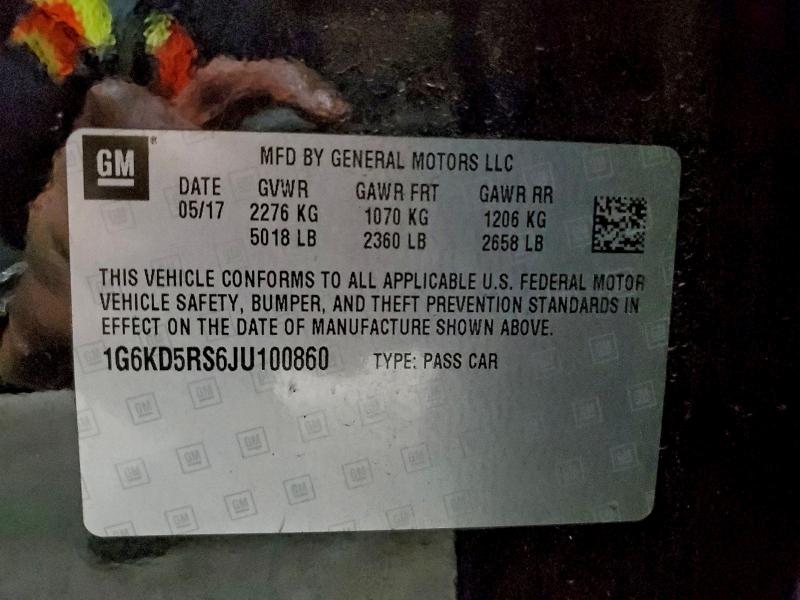 GM ®
MFD BY GENERAL MOTORS LLC
DATE GVWR GAWR FRT GAWR RR
05/17 2276 KG 1070 KG 1206 KG
5018 LB 2360 LB 2658 LB
THIS VEHICLE CONFORMS TO ALL APPLICABLE U.S. FEDERAL MOTOR
VEHICLE SAFETY, BUMPER, AND THEFT PREVENTION STANDARDS IN
EFFECT ON THE DATE OF MANUFACTURE SHOWN ABOVE.
1G6KD5RS6JU100860 TYPE: PASS CAR